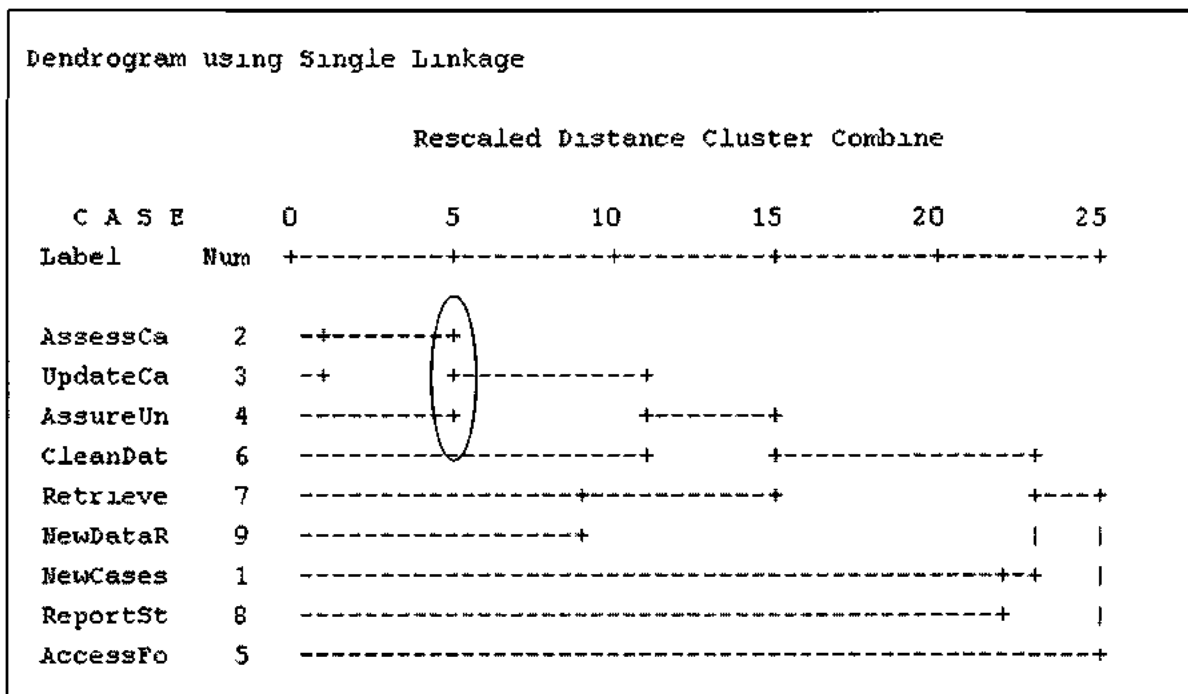 Dendrogram using Single Linkage
Rescaled Distance Cluster Combine
C A S E 0 5 10 15 20 25
Label Num +---------+---------+---------+---------+---------+
AssessCa 2
UpdateCa 3
AssureUn 4
CleanDat 6
Retrieve 7
NewDataR 9
NewCases 1
ReportSt 8
AccessFo 5